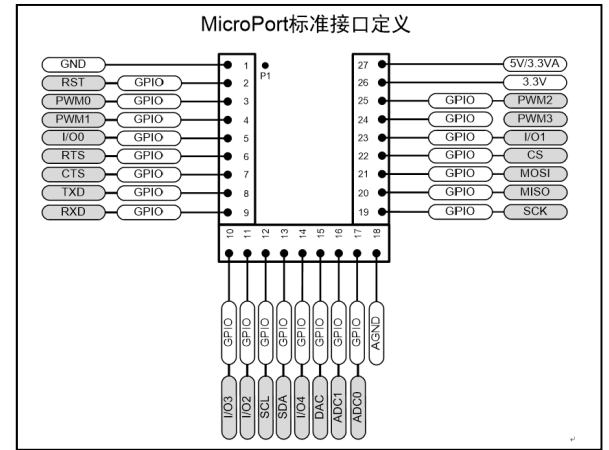 MicroPort标准接口定义
GND 1 P1 27 5V/3.3VA
RST GPIO 2 26 3.3V
PWM0 GPIO 3 25 GPIO PWM2
PWM1 GPIO 4 24 GPIO PWM3
I/O0 GPIO 5 23 GPIO I/O1
RTS GPIO 6 22 GPIO CS
CTS GPIO 7 21 GPIO MOSI
TXD GPIO 8 20 GPIO MISO
RXD GPIO 9 19 GPIO SCK
10 11 12 13 14 15 16 17 18
GPIO GPIO GPIO GPIO GPIO GPIO GPIO GPIO AGND
I/O3 I/O2 SCL SDA I/O4 DAC ADC1 ADC0